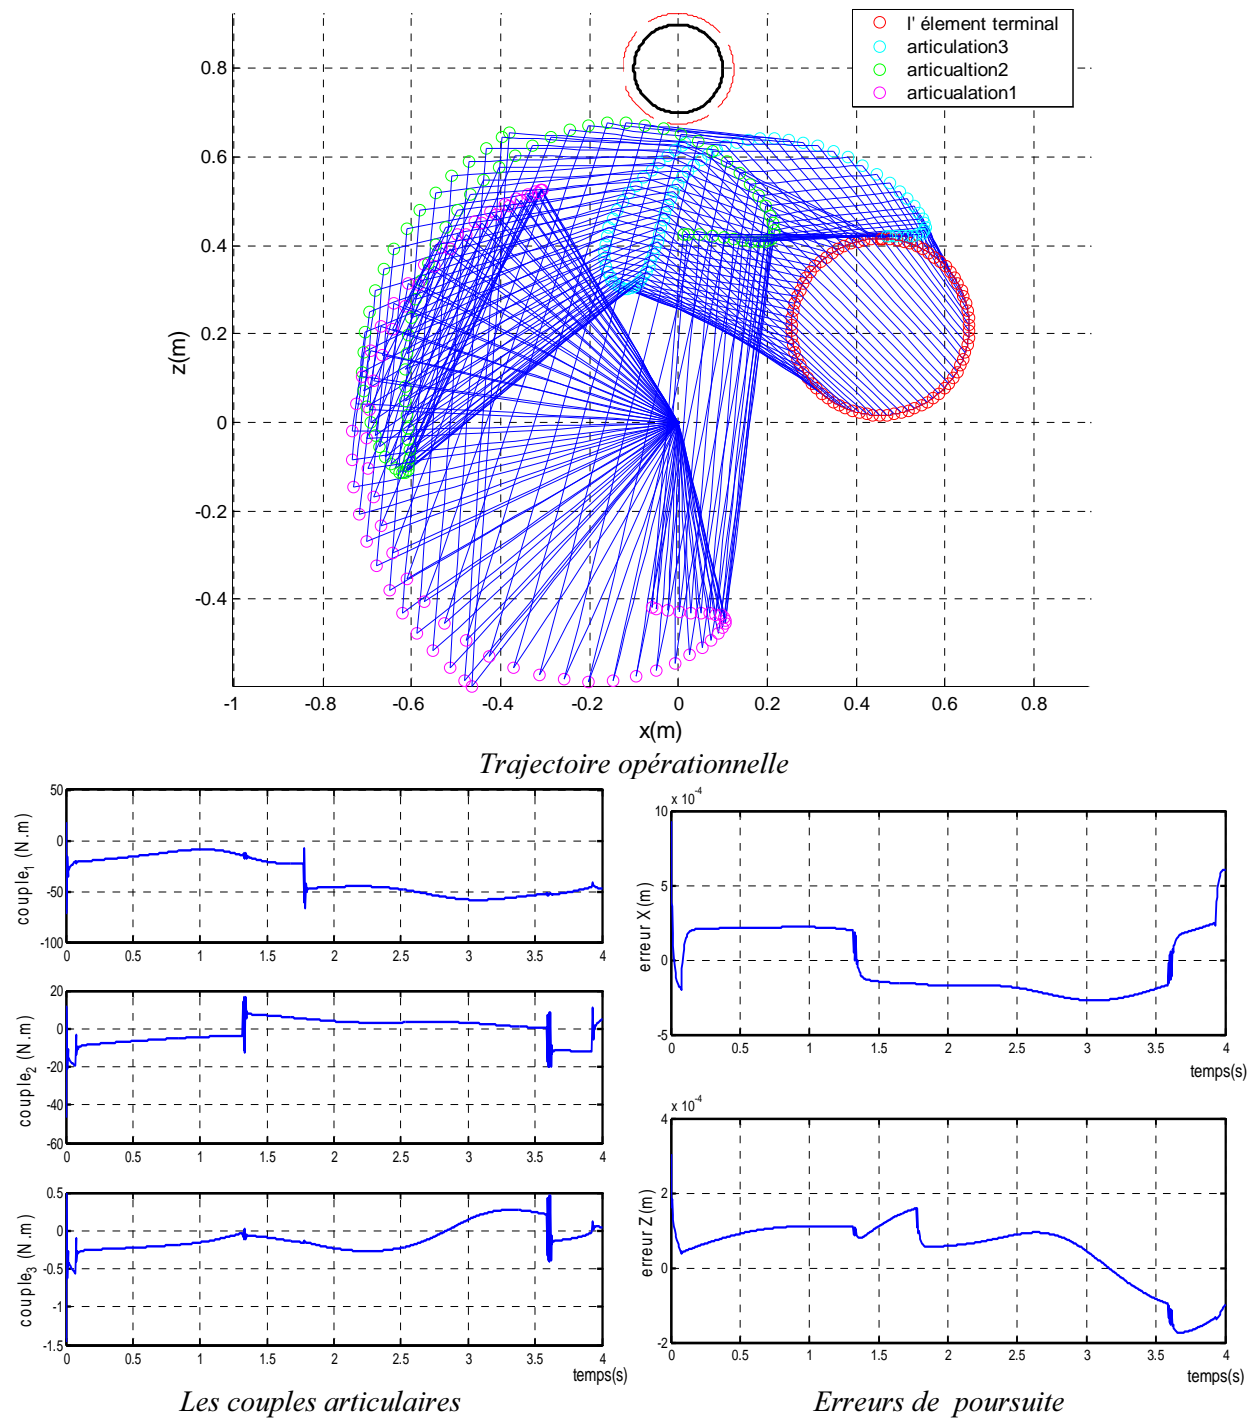 l' élement terminal
articulation3
articualtion2
articualation1
0.8
0.6
0.4
0.2
0
-0.2
-0.4
z(m)
-1 -0.8 -0.6 -0.4 -0.2 0 0.2 0.4 0.6 0.8
x(m)
Trajectoire opérationnelle
50
0
-50
-100
couple1 (N.m)
0 0.5 1 1.5 2 2.5 3 3.5 4
20
0
-20
-40
-60
couple2 (N.m)
0 0.5 1 1.5 2 2.5 3 3.5 4
0.5
0
-0.5
-1
-1.5
couple3 (N.m)
0 0.5 1 1.5 2 2.5 3 3.5 4
temps(s)
Les couples articulaires
x 10-4
10
5
0
-5
erreur X (m)
0 0.5 1 1.5 2 2.5 3 3.5 4
temps(s)
x 10-4
4
2
0
-2
erreur Z (m)
0 0.5 1 1.5 2 2.5 3 3.5 4
temps(s)
Erreurs de poursuite